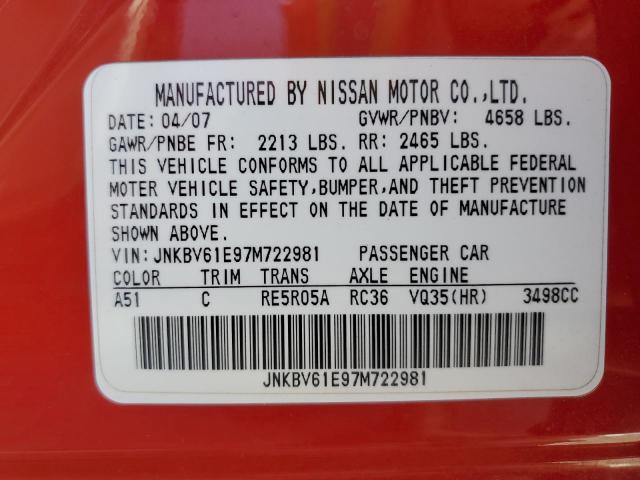 MANUFACTURED BY NISSAN MOTOR CO.,LTD.
DATE: 04/07 GVWR/PNBV: 4658 LBS.
GAWR/PNBE FR: 2213 LBS. RR: 2465 LBS.
THIS VEHICLE CONFORMS TO ALL APPLICABLE FEDERAL
MOTER VEHICLE SAFETY,BUMPER,AND THEFT PREVENTION
STANDARDS IN EFFECT ON THE DATE OF MANUFACTURE
SHOWN ABOVE.
VIN: JNKBV61E97M722981 PASSENGER CAR
COLOR TRIM TRANS AXLE ENGINE
A51 C RE5R05A RC36 VQ35(HR) 3498CC
JNKBV61E97M722981